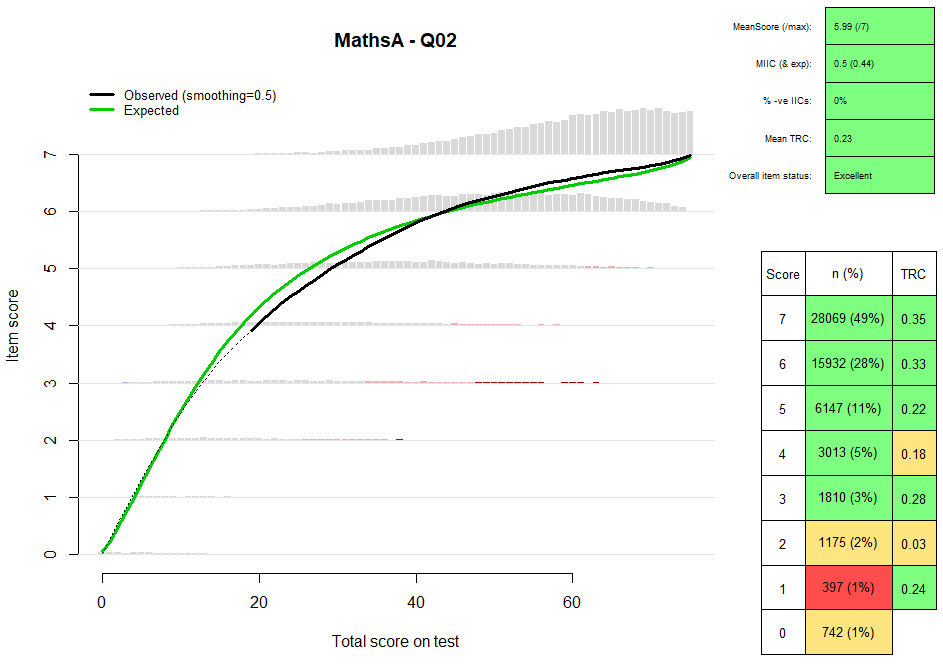 MathsA - Q02
Observed (smoothing=0.5)
Expected
7
6
5
4
3
2
1
0
Item score
0 20 40 60
Total score on test
MeanScore (/max): 5.99 (/7)
MIIC (& exp): 0.5 (0.44)
% -ve IICs: 0%
Mean TRC: 0.23
Overall item status: Excellent
Score n (%) TRC
7 28069 (49%) 0.35
6 15932 (28%) 0.33
5 6147 (11%) 0.22
4 3013 (5%) 0.18
3 1810 (3%) 0.28
2 1175 (2%) 0.03
1 397 (1%) 0.24
0 742 (1%)